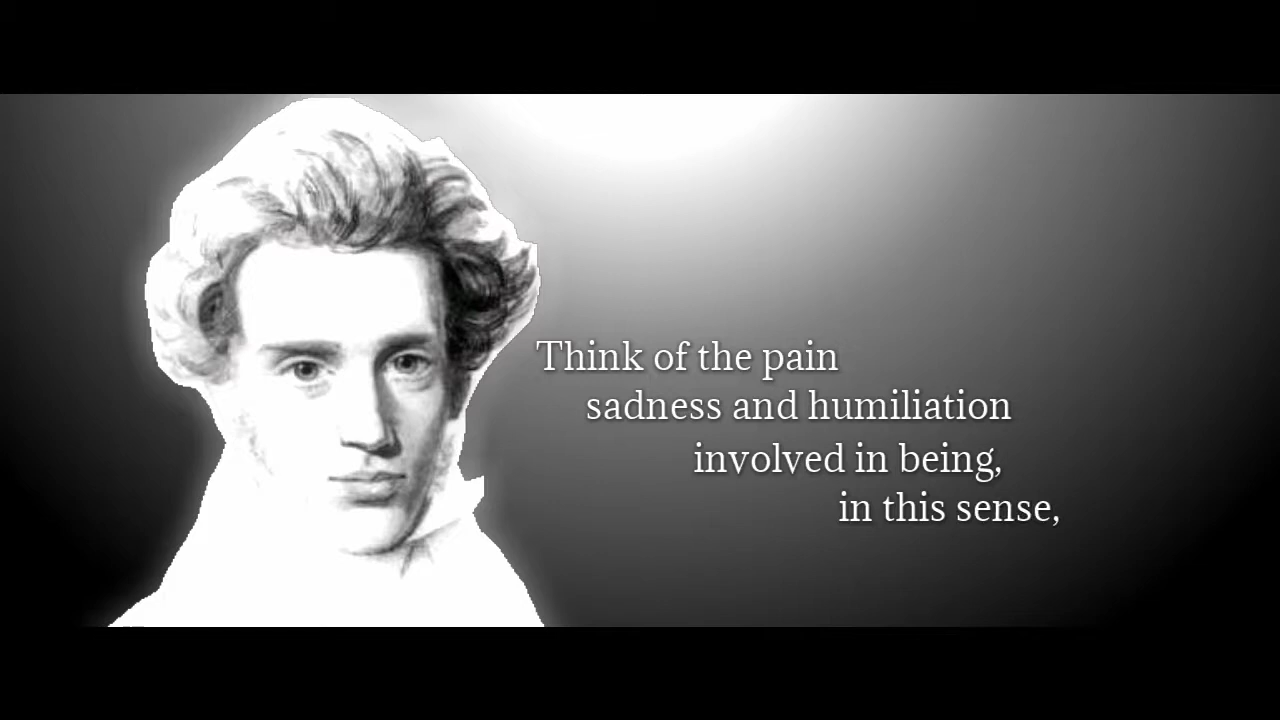 Think of the pain
sadness and humiliation
involved in being,
in this sense,